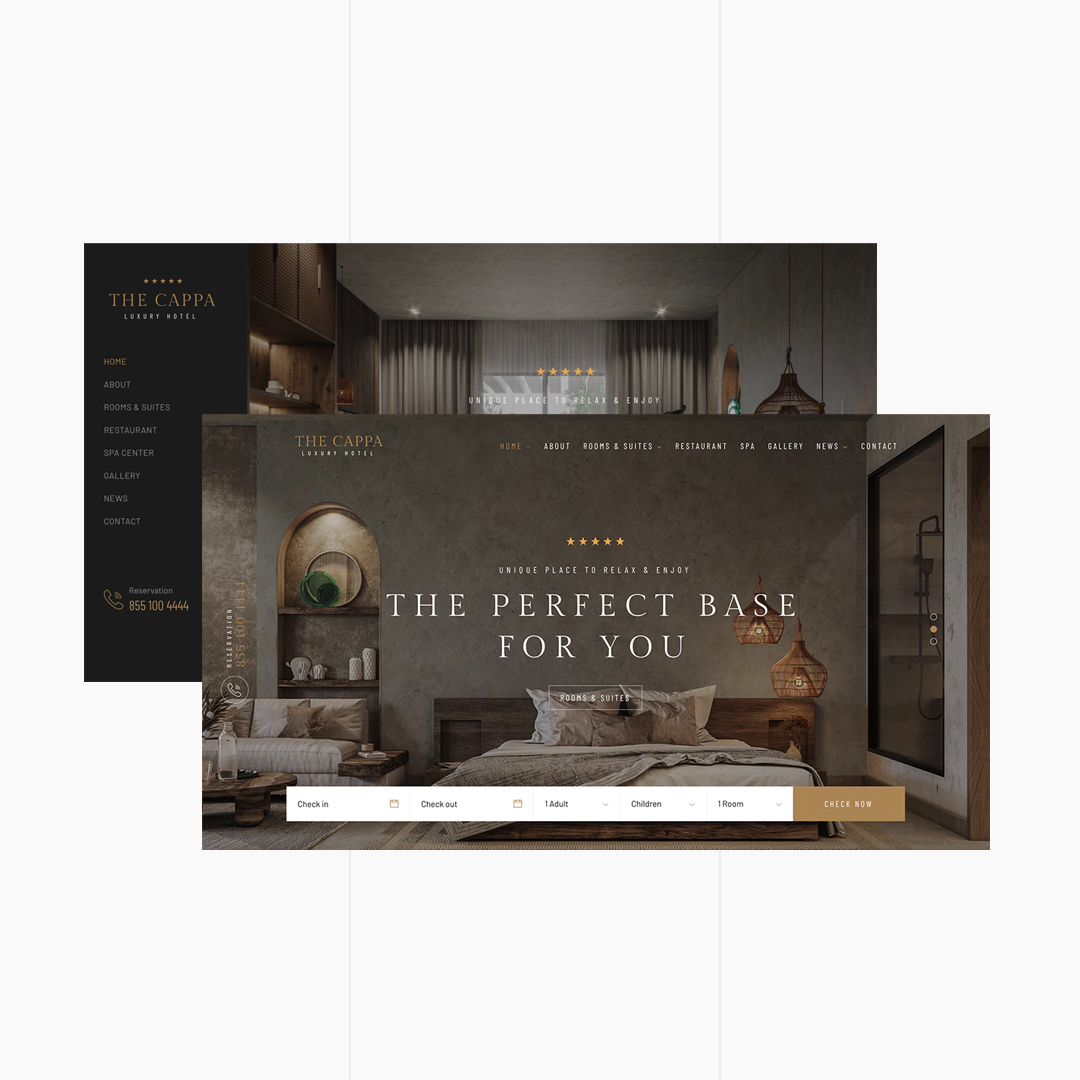 ★★★★★
THE CAPPA
LUXURY HOTEL
HOME
ABOUT
ROOMS & SUITES
RESTAURANT
SPA CENTER
GALLERY
NEWS
CONTACT
Reservation
855 100 4444
★★★★★
UNIQUE PLACE TO RELAX & ENJOY
THE CAPPA
LUXURY HOTEL
HOME ABOUT ROOMS & SUITES RESTAURANT SPA GALLERY NEWS CONTACT
★★★★★
UNIQUE PLACE TO RELAX & ENJOY
THE PERFECT BASE
FOR YOU
ROOMS & SUITES
RESERVATION
855 100 4444
Check in Check out 1 Adult Children 1 Room CHECK NOW